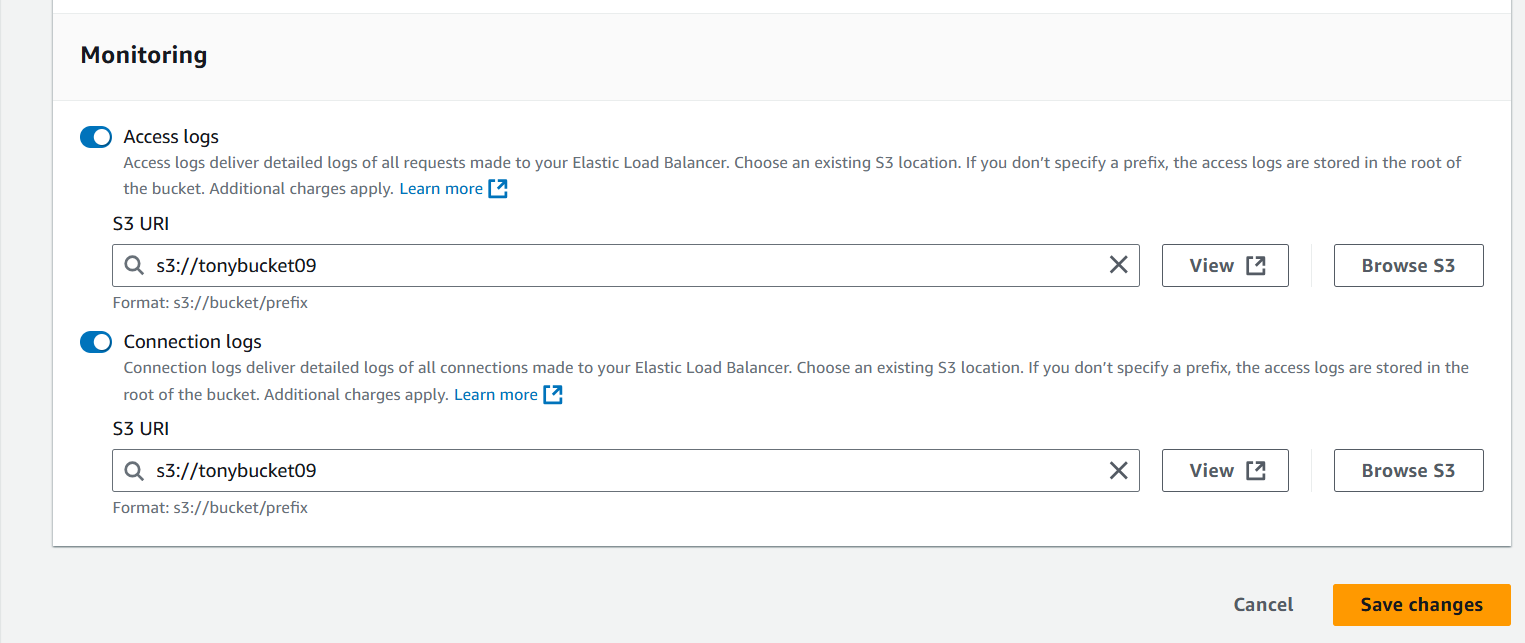 Monitoring
Access logs
Access logs deliver detailed logs of all requests made to your Elastic Load Balancer. Choose an existing S3 location. If you don’t specify a prefix, the access logs are stored in the root of
the bucket. Additional charges apply. Learn more
S3 URI
s3://tonybucket09
View
Browse S3
Format: s3://bucket/prefix
Connection logs
Connection logs deliver detailed logs of all connections made to your Elastic Load Balancer. Choose an existing S3 location. If you don’t specify a prefix, the access logs are stored in the
root of the bucket. Additional charges apply. Learn more
S3 URI
s3://tonybucket09
View
Browse S3
Format: s3://bucket/prefix
Cancel
Save changes